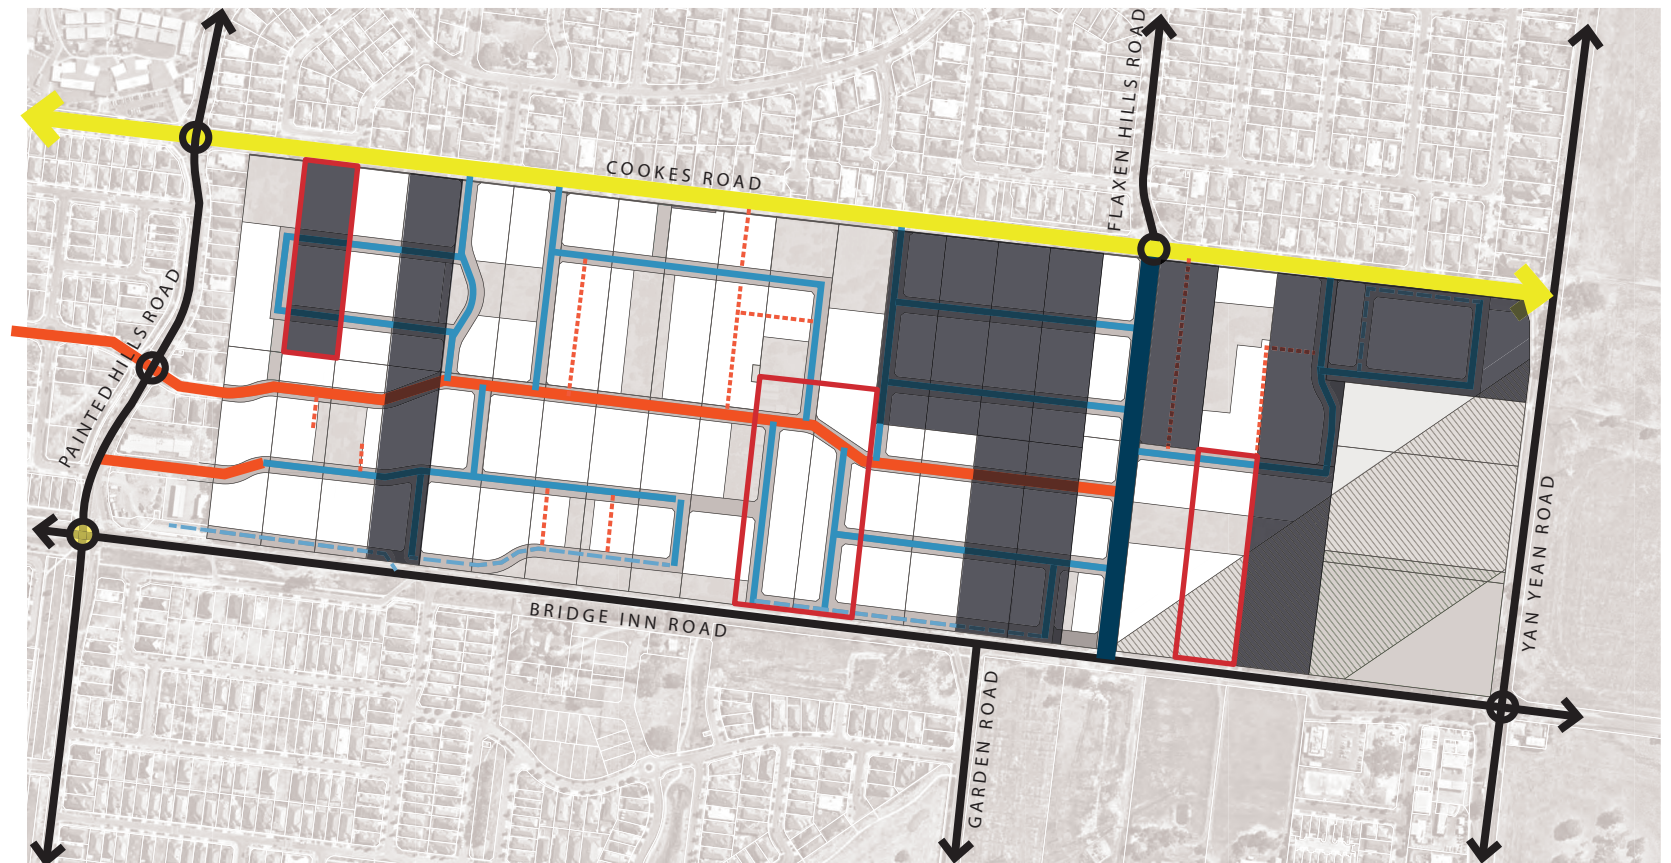 COOKES ROAD
FLAXEN HILLS ROAD
PAINTED HILLS ROAD
BRIDGE INN ROAD
YAN YEAN ROAD
GARDEN ROAD